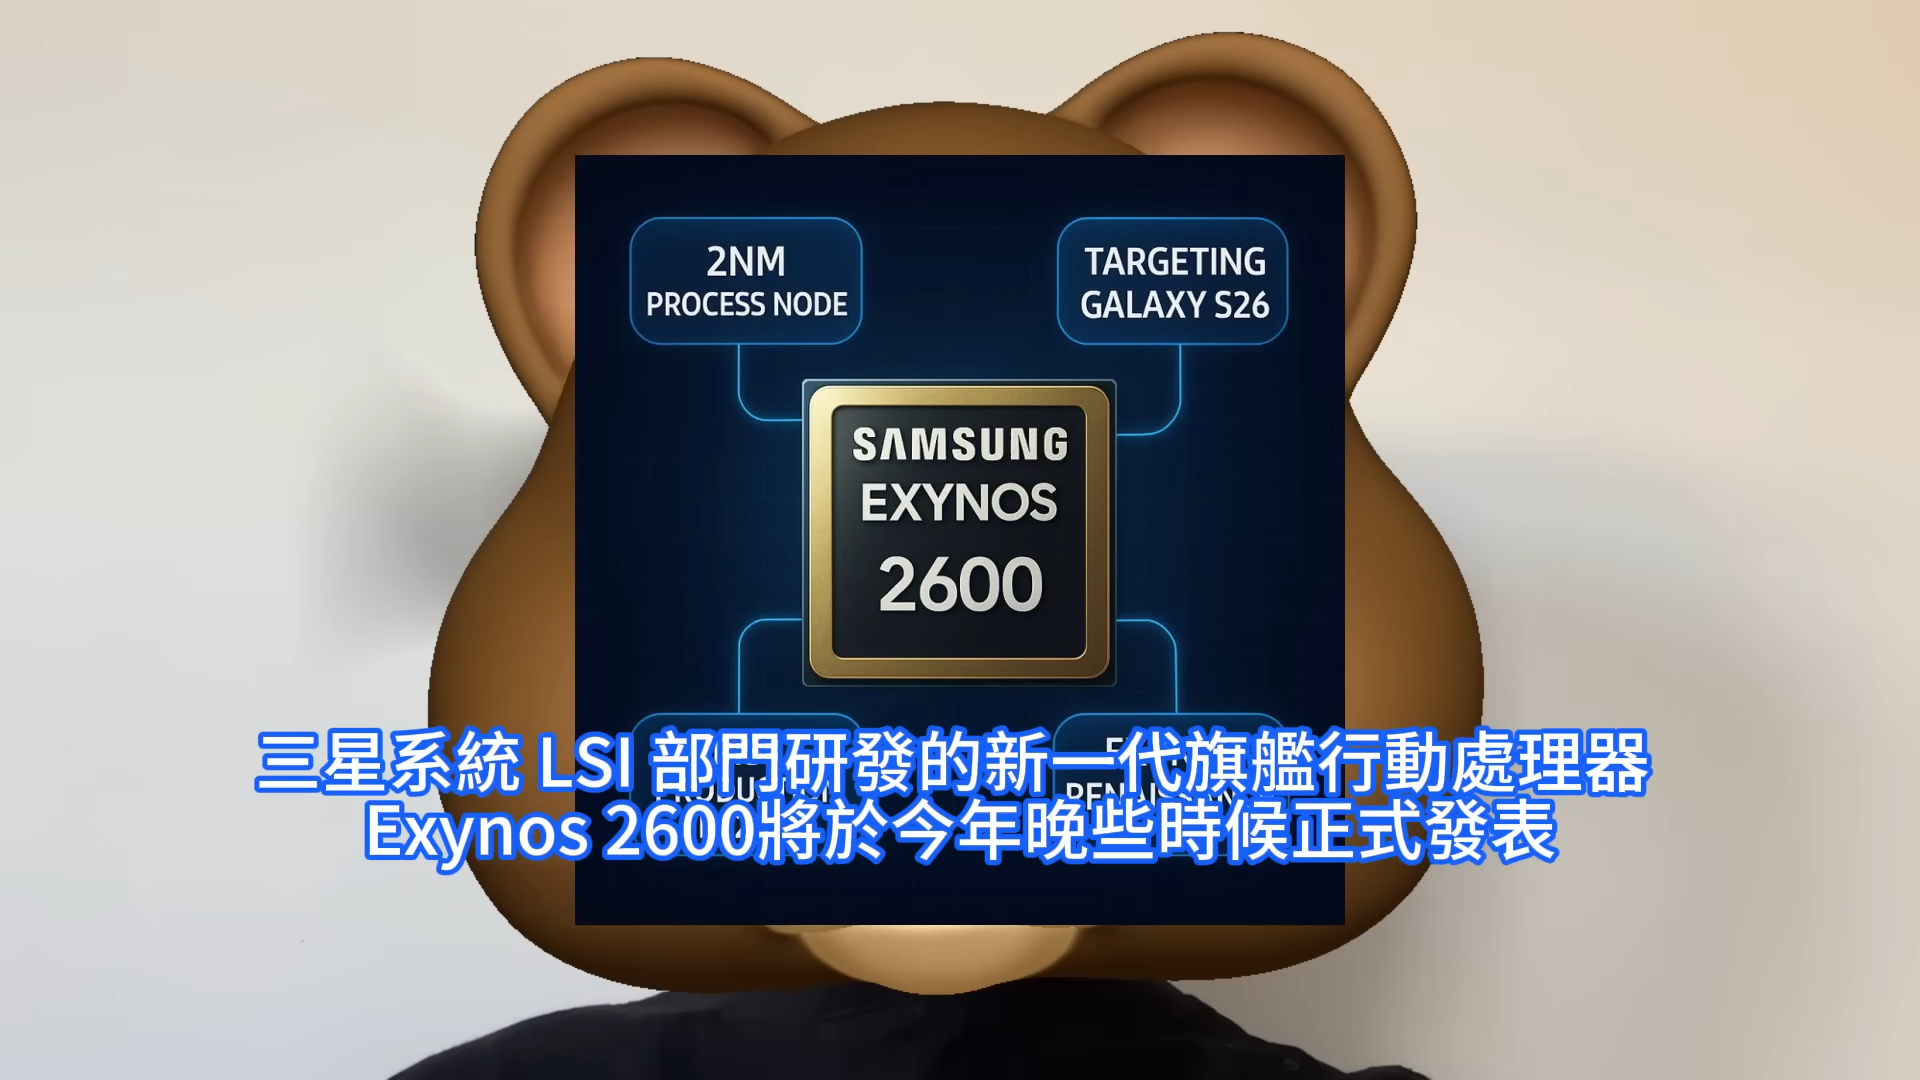 2NM
PROCESS NODE
TARGETING
GALAXY S26
SAMSUNG
EXYNOS
2600
三星系統 LSI 部門研發的新一代旗艦行動處理器
Exynos 2600將於今年晚些時候正式發表